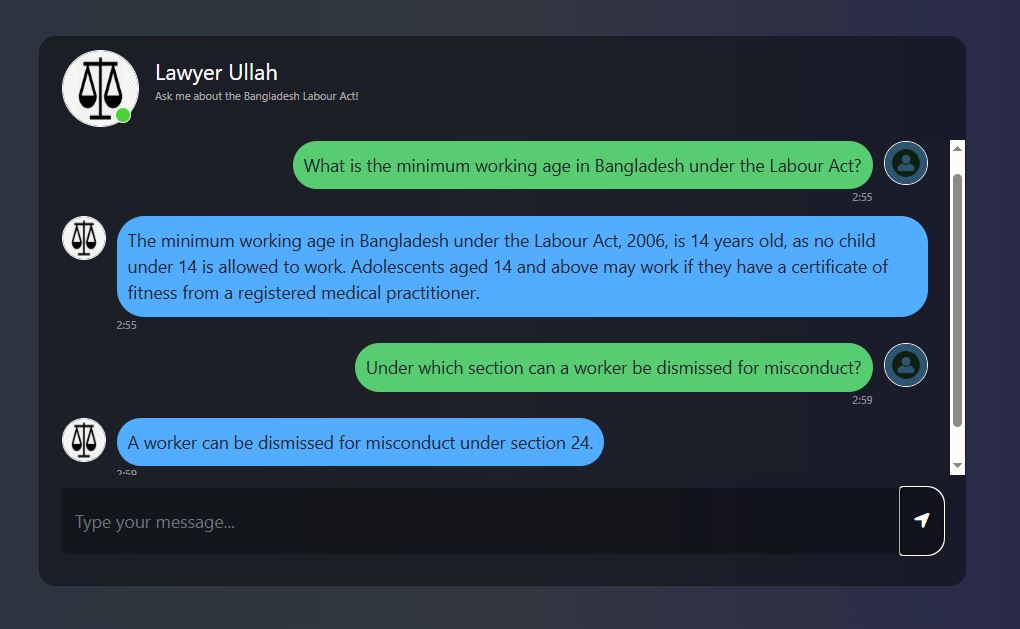 Lawyer Ullah
Ask me about the Bangladesh Labour Act!
What is the minimum working age in Bangladesh under the Labour Act?
2:55
The minimum working age in Bangladesh under the Labour Act, 2006, is 14 years old, as no child
under 14 is allowed to work. Adolescents aged 14 and above may work if they have a certificate of
fitness from a registered medical practitioner.
2:55
Under which section can a worker be dismissed for misconduct?
2:59
A worker can be dismissed for misconduct under section 24.
2:59
Type your message...